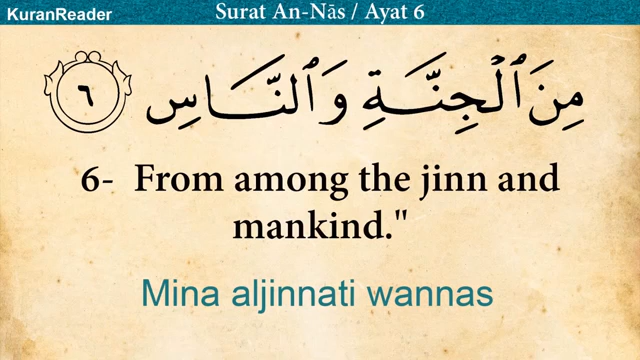 KuranReader
Surat An-Nās / Ayat 6
مِنَ ٱلْجِنَّةِ وَٱلنَّاسِ ٦
6- From among the jinn and
mankind."
Mina aljinnati wannas